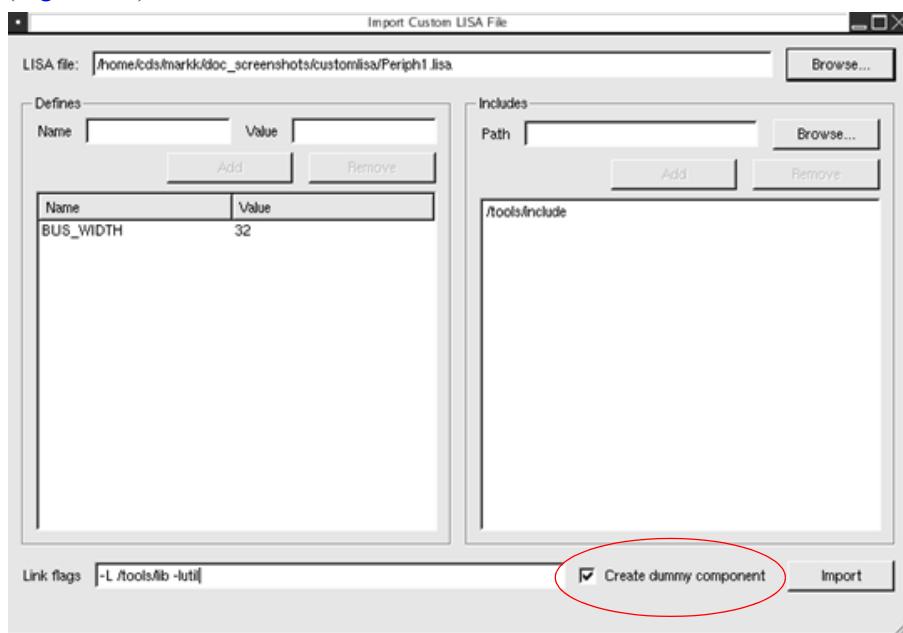 Import Custom LISA File
LISA file: /home/cds/markk/doc_screenshots/customlisa/Periph1.lisa Browse...
Defines
Name Value
Add Remove
Name Value
BUS_WIDTH 32
Includes
Path Browse...
Add Remove
/tools/include
Link flags -L /tools/lib -lutil Create dummy component Import